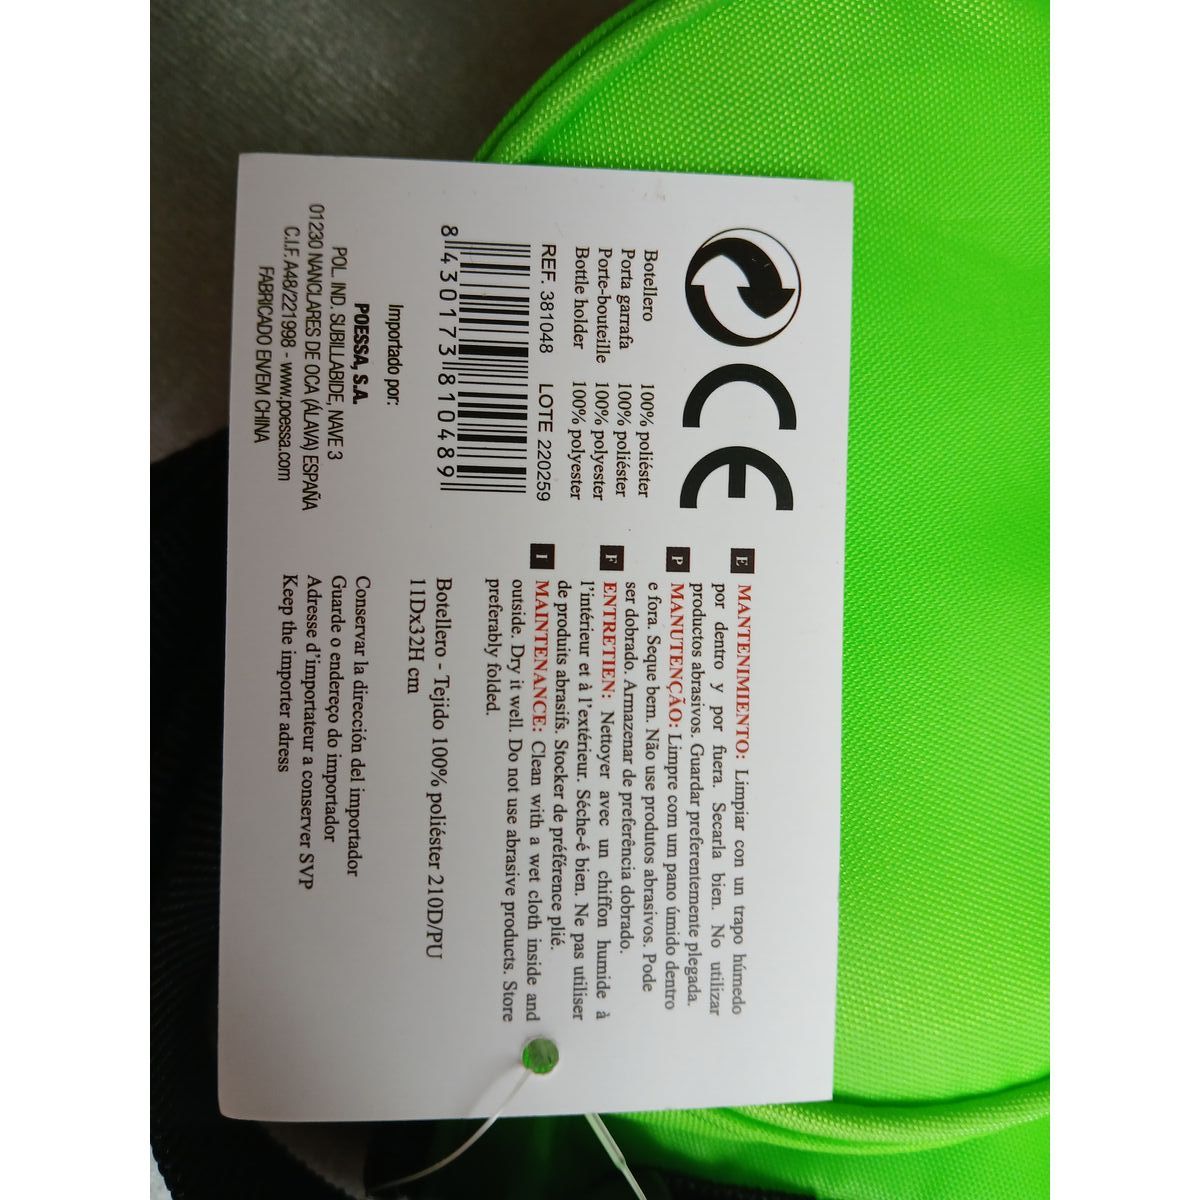 CE
Botellero 100% poliéster
Porta garrafa 100% poliéster
Porte-bouteille 100% polyester
Bottle holder 100% polyester
REF. 381048 LOTE 220259
8 430173 810489
Importado por:
POESSA, S.A.
POL. IND. SUBILLABIDE, NAVE 3
01230 NANCLARES DE OCA (ÁLAVA) ESPAÑA
C.I.F. A48/221998 - www.poessa.com
FABRICADO EN/EM CHINA
E MANTENIMIENTO: Limpiar con un trapo húmedo
por dentro y por fuera. Secarla bien. No utilizar
productos abrasivos. Guardar preferentemente plegada.
P MANUTENÇÃO: Limpre com um pano úmido dentro
e fora. Seque bem. Não use produtos abrasivos. Pode
ser dobrado. Armazenar de preferência dobrado.
F ENTRETIEN: Nettoyer avec un chiffon humide à
l'intérieur et à l'extérieur. Séche-é bien. Ne pas utiliser
de produits abrasifs. Stocker de préférence plié.
I MAINTENANCE: Clean with a wet cloth inside and
outside. Dry it well. Do not use abrasive products. Store
preferably folded.
Botellero - Tejido 100% poliéster 210D/PU
11Dx32H cm
Conservar la dirección del importador
Guarde o endereço do importador
Adresse d'importateur a conserver SVP
Keep the importer adress